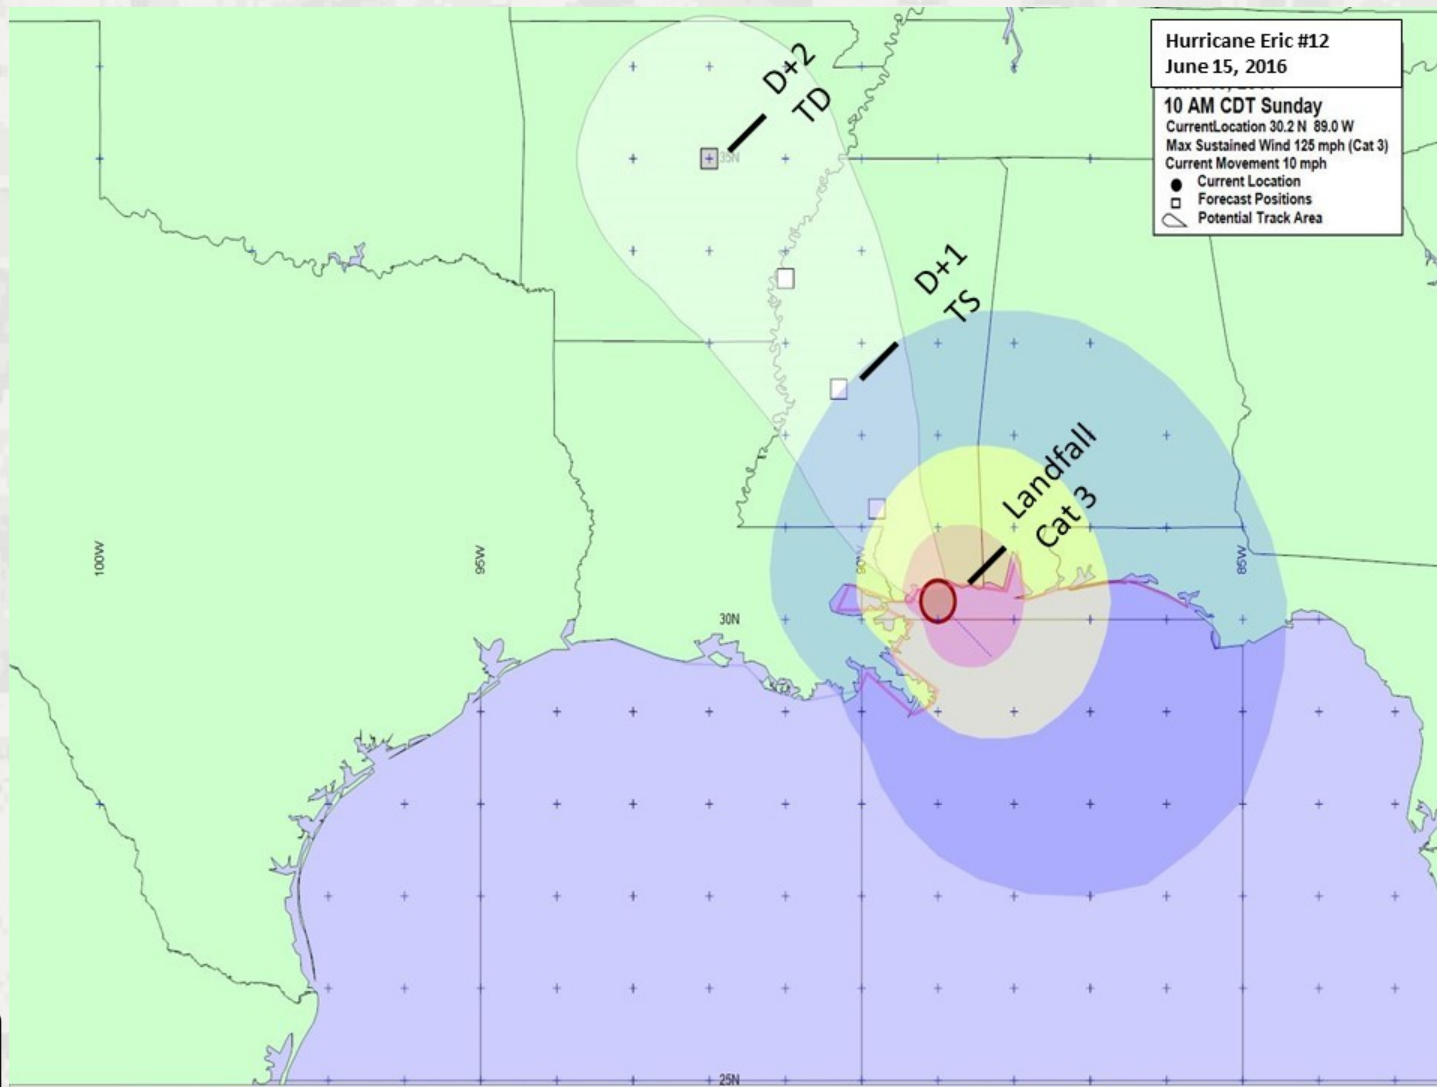 Hurricane Eric #12
June 15, 2016
10 AM CDT Sunday
CurrentLocation 30.2 N 89.0 W
Max Sustained Wind 125 mph (Cat 3)
Current Movement 10 mph
Current Location
Forecast Positions
Potential Track Area
D+2
TD
35N
D+1
TS
Landfall
Cat 3
100W
95W
90W
85W
30N
25N